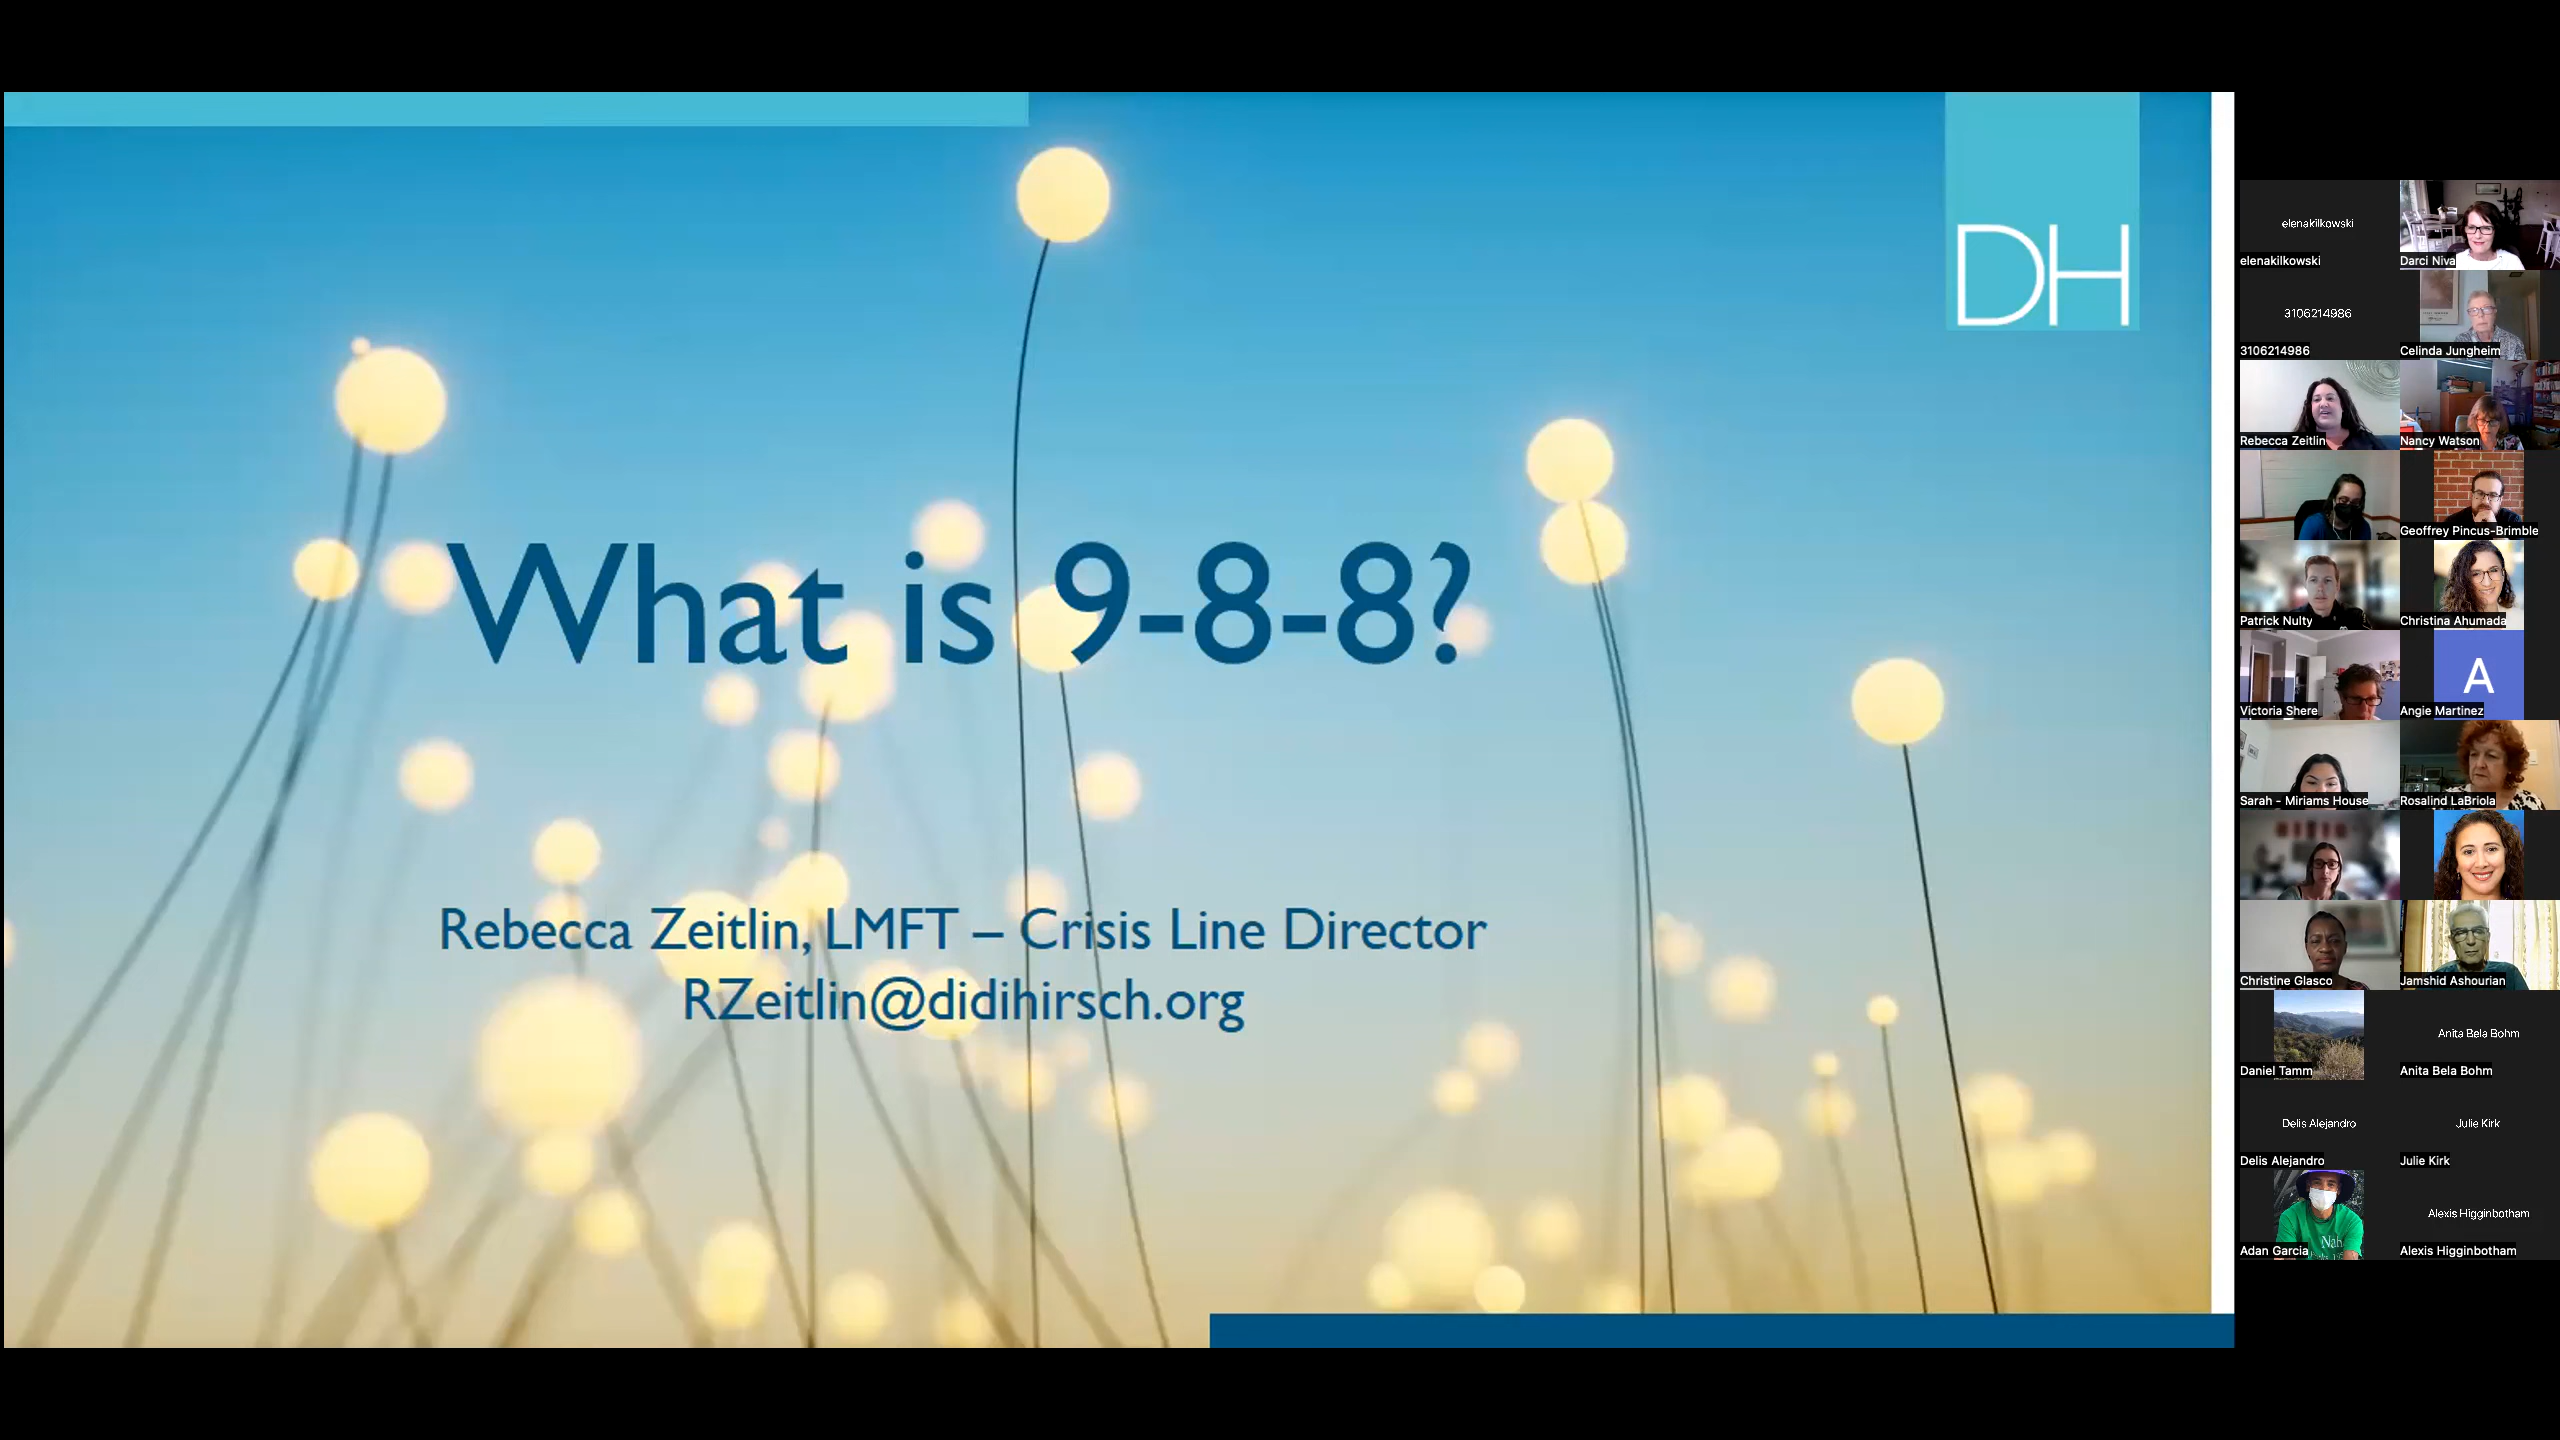 DH
What is 9-8-8?
Rebecca Zeitlin, LMFT – Crisis Line Director
RZeitlin@didihirsch.org
elenakilkowski
elenakilkowski
Darci Niva
3106214986
3106214986
Celinda Jungheim
Rebecca Zeitlin
Nancy Watson
Geoffrey Pincus-Brimble
Patrick Nulty
Christina Ahumada
Victoria Shere
A
Angie Martinez
Sarah - Miriams House
Rosalind LaBriola
Christine Glasco
Jamshid Ashourian
Daniel Tamm
Anita Bela Bohm
Anita Bela Bohm
Delis Alejandro
Delis Alejandro
Julie Kirk
Julie Kirk
Nah
Adan Garcia
Alexis Higginbotham
Alexis Higginbotham